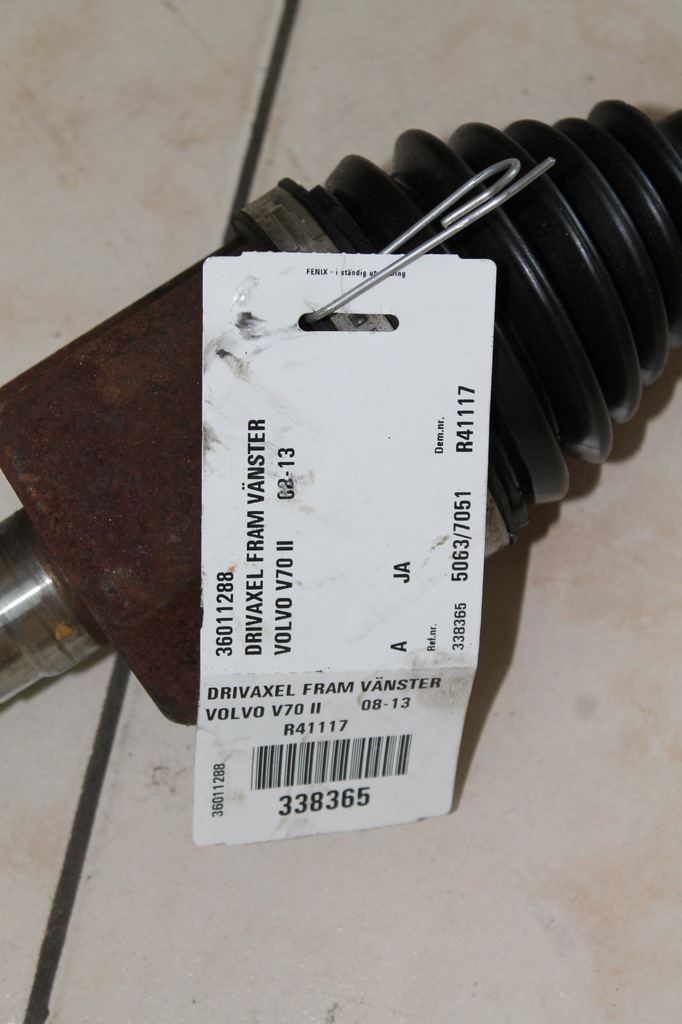 FENIX - i ständig
36011288
DRIVAXEL FRAM VÄNSTER
VOLVO V70 II 08-13
A JA
Dem.nr.
Ref.nr. R41117
338365 5063/7051
DRIVAXEL FRAM VÄNSTER
VOLVO V70 II 08-13
R41117
36011288
338365